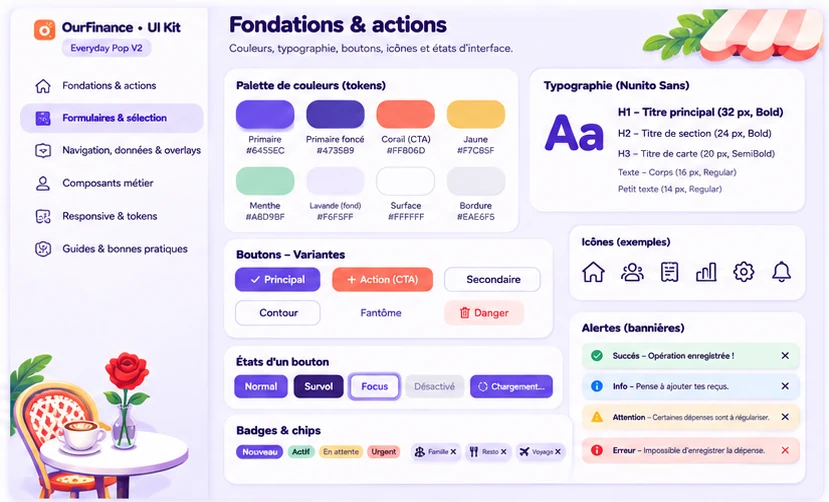 OurFinance • UI Kit
Everyday Pop V2
Fondations & actions
Formulaires & sélection
Navigation, données & overlays
Composants métier
Responsive & tokens
Guides & bonnes pratiques
Fondations & actions
Couleurs, typographie, boutons, icônes et états d'interface.
Palette de couleurs (tokens)
Primaire
#6455EC
Primaire foncé
#4735B9
Corail (CTA)
#FFB06D
Jaune
#F7C85F
Menthe
#A8D9BF
Lavande (fond)
#F6F5FF
Surface
#FFFFFF
Bordure
#EAE6F5
Typographie (Nunito Sans)
Aa
H1 – Titre principal (32 px, Bold)
H2 – Titre de section (24 px, Bold)
H3 – Titre de carte (20 px, SemiBold)
Texte – Corps (16 px, Regular)
Petit texte (14 px, Regular)
Boutons – Variantes
Principal
+ Action (CTA)
Secondaire
Contour
Fantôme
Danger
Icônes (exemples)
États d'un bouton
Normal
Survol
Focus
Désactivé
Chargement...
Badges & chips
Nouveau
Actif
En attente
Urgent
Famille
Resto
Voyage
Alertes (bannières)
Succés – Opération enregistrée !
Info – Pense à ajouter tes reçus.
Attention – Certaines dépenses sont à régulariser.
Erreur – Impossible d'enregistrer la dépense.